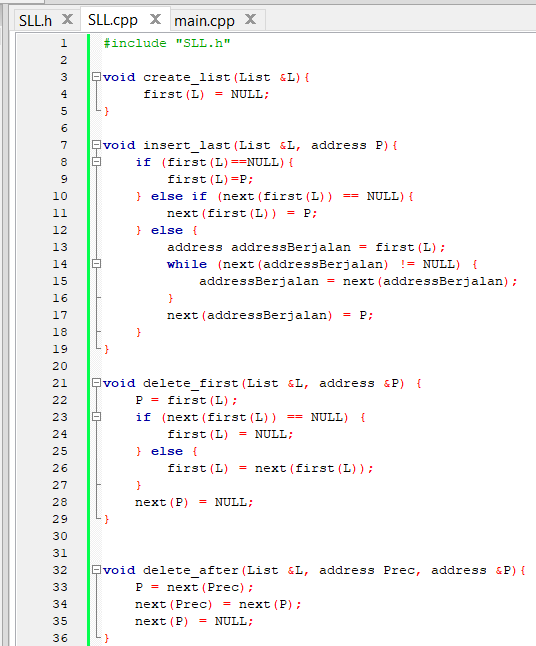 SLL.h X SLL.cpp X main.cpp X
1 #include "SLL.h"
2
3 void create_list(List &L){
4      first(L) = NULL;
5 }
6
7 void insert_last(List &L, address P){
8     if (first(L)==NULL){
9         first(L)=P;
10     } else if (next(first(L)) == NULL){
11         next(first(L)) = P;
12     } else {
13         address addressBerjalan = first(L);
14         while (next(addressBerjalan) != NULL) {
15             addressBerjalan = next(addressBerjalan);
16         }
17         next(addressBerjalan) = P;
18     }
19 }
20
21 void delete_first(List &L, address &P) {
22     P = first(L);
23     if (next(first(L)) == NULL) {
24         first(L) = NULL;
25     } else {
26         first(L) = next(first(L));
27     }
28     next(P) = NULL;
29 }
30
31
32 void delete_after(List &L, address Prec, address &P){
33     P = next(Prec);
34     next(Prec) = next(P);
35     next(P) = NULL;
36 }